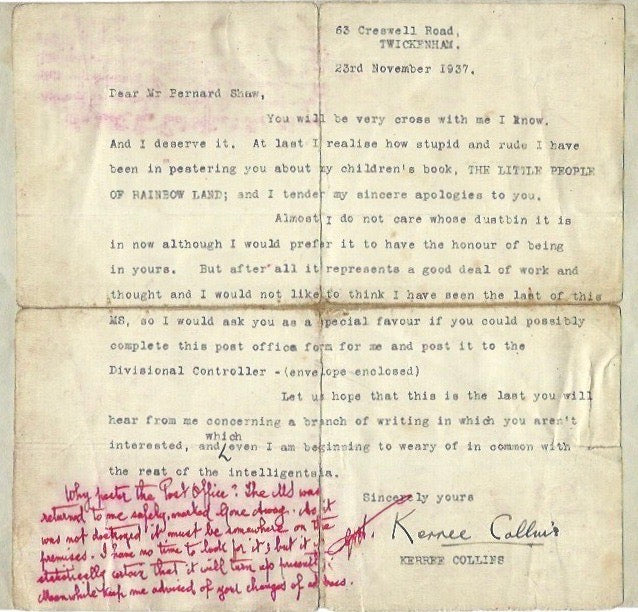 63 Creswell Road,
TWICKENHAM.
23rd November 1937.
Dear Mr Bernard Shaw,
You will be very cross with me I know.
And I deserve it. At last I realise how stupid and rude I have
been in pestering you about my children's book, THE LITTLE PEOPLE
OF RAINBOW LAND; and I tender my sincere apologies to you.
Almost I do not care whose dustbin it is
in now although I would prefer it to have the honour of being
in yours. But after all it represents a good deal of work and
thought and I would not like to think I have seen the last of this
MS, so I would ask you as a special favour if you could possibly
complete this post office form for me and post it to the
Divisional Controller -(envelope enclosed)
Let us hope that this is the last you will
hear from me concerning a branch of writing in which you aren't
which
interested, and even I am beginning to weary of in common with
the rest of the intelligentsia.
Sincerely yours
Kerree Collins
KERREE COLLINS
Why pester the Post Office? The MS was
returned to me safely, marked Gone Away. As it
was not destroyed it must be somewhere on the
premises. I have no time to look for it; but it is
statistically certain that it will turn up presently.
Meanwhile keep me advised of your changes of address.